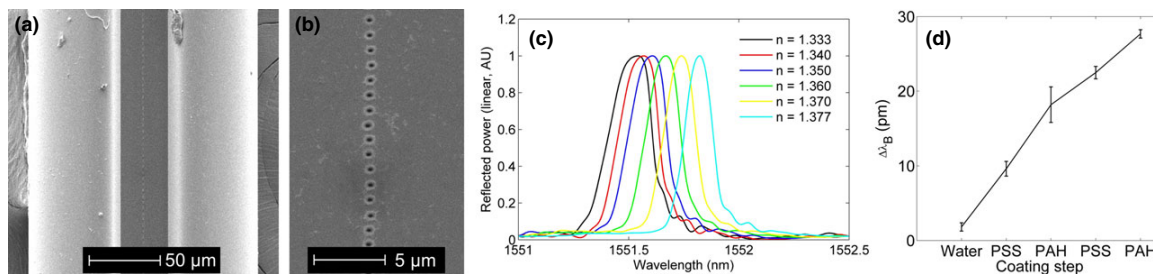 (a)
50 µm
(b)
5 µm
(c)
Reflected power (linear, AU)
1.2
1
0.8
0.6
0.4
0.2
0
1551
1551.5
1552
1552.5
Wavelength (nm)
n = 1.333
n = 1.340
n = 1.350
n = 1.360
n = 1.370
n = 1.377
(d)
ΔλB (pm)
30
20
10
0
Water PSS PAH PSS PAH
Coating step